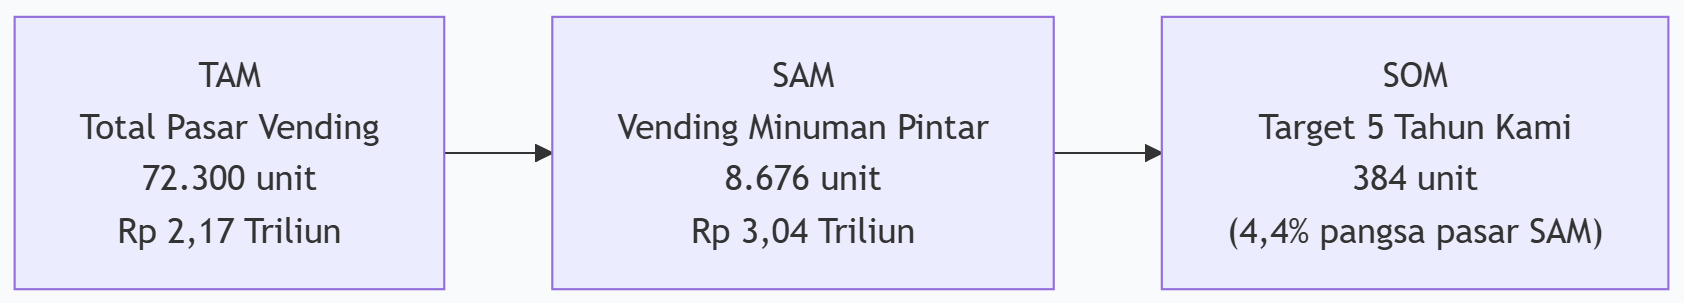 TAM
Total Pasar Vending
72.300 unit
Rp 2,17 Triliun
SAM
Vending Minuman Pintar
8.676 unit
Rp 3,04 Triliun
SOM
Target 5 Tahun Kami
384 unit
(4,4% pangsa pasar SAM)